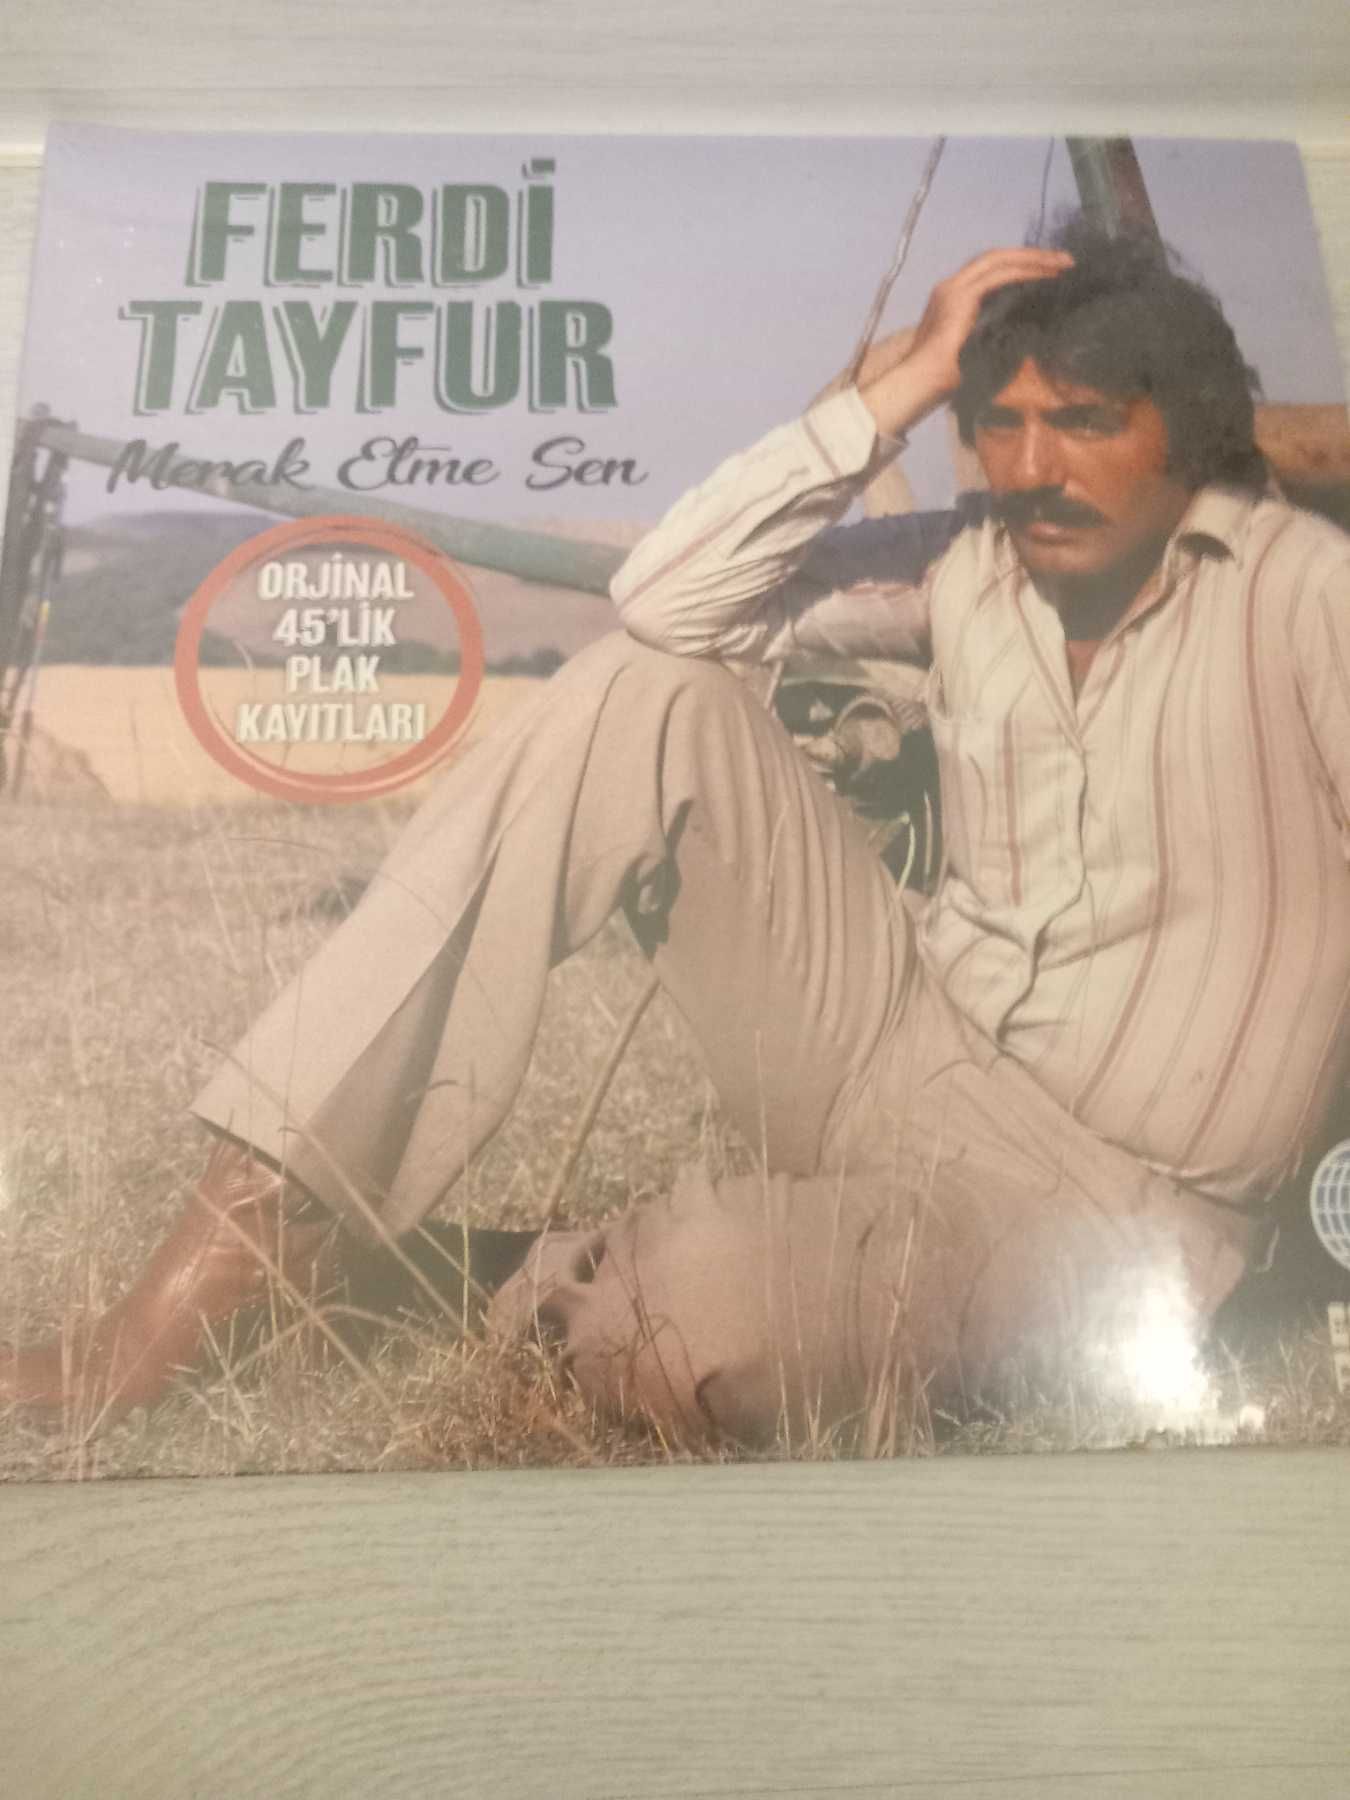 FERDİ
TAYFUR
Merak Etme Sen
ORJİNAL
45'LİK
PLAK
KAYITLARI